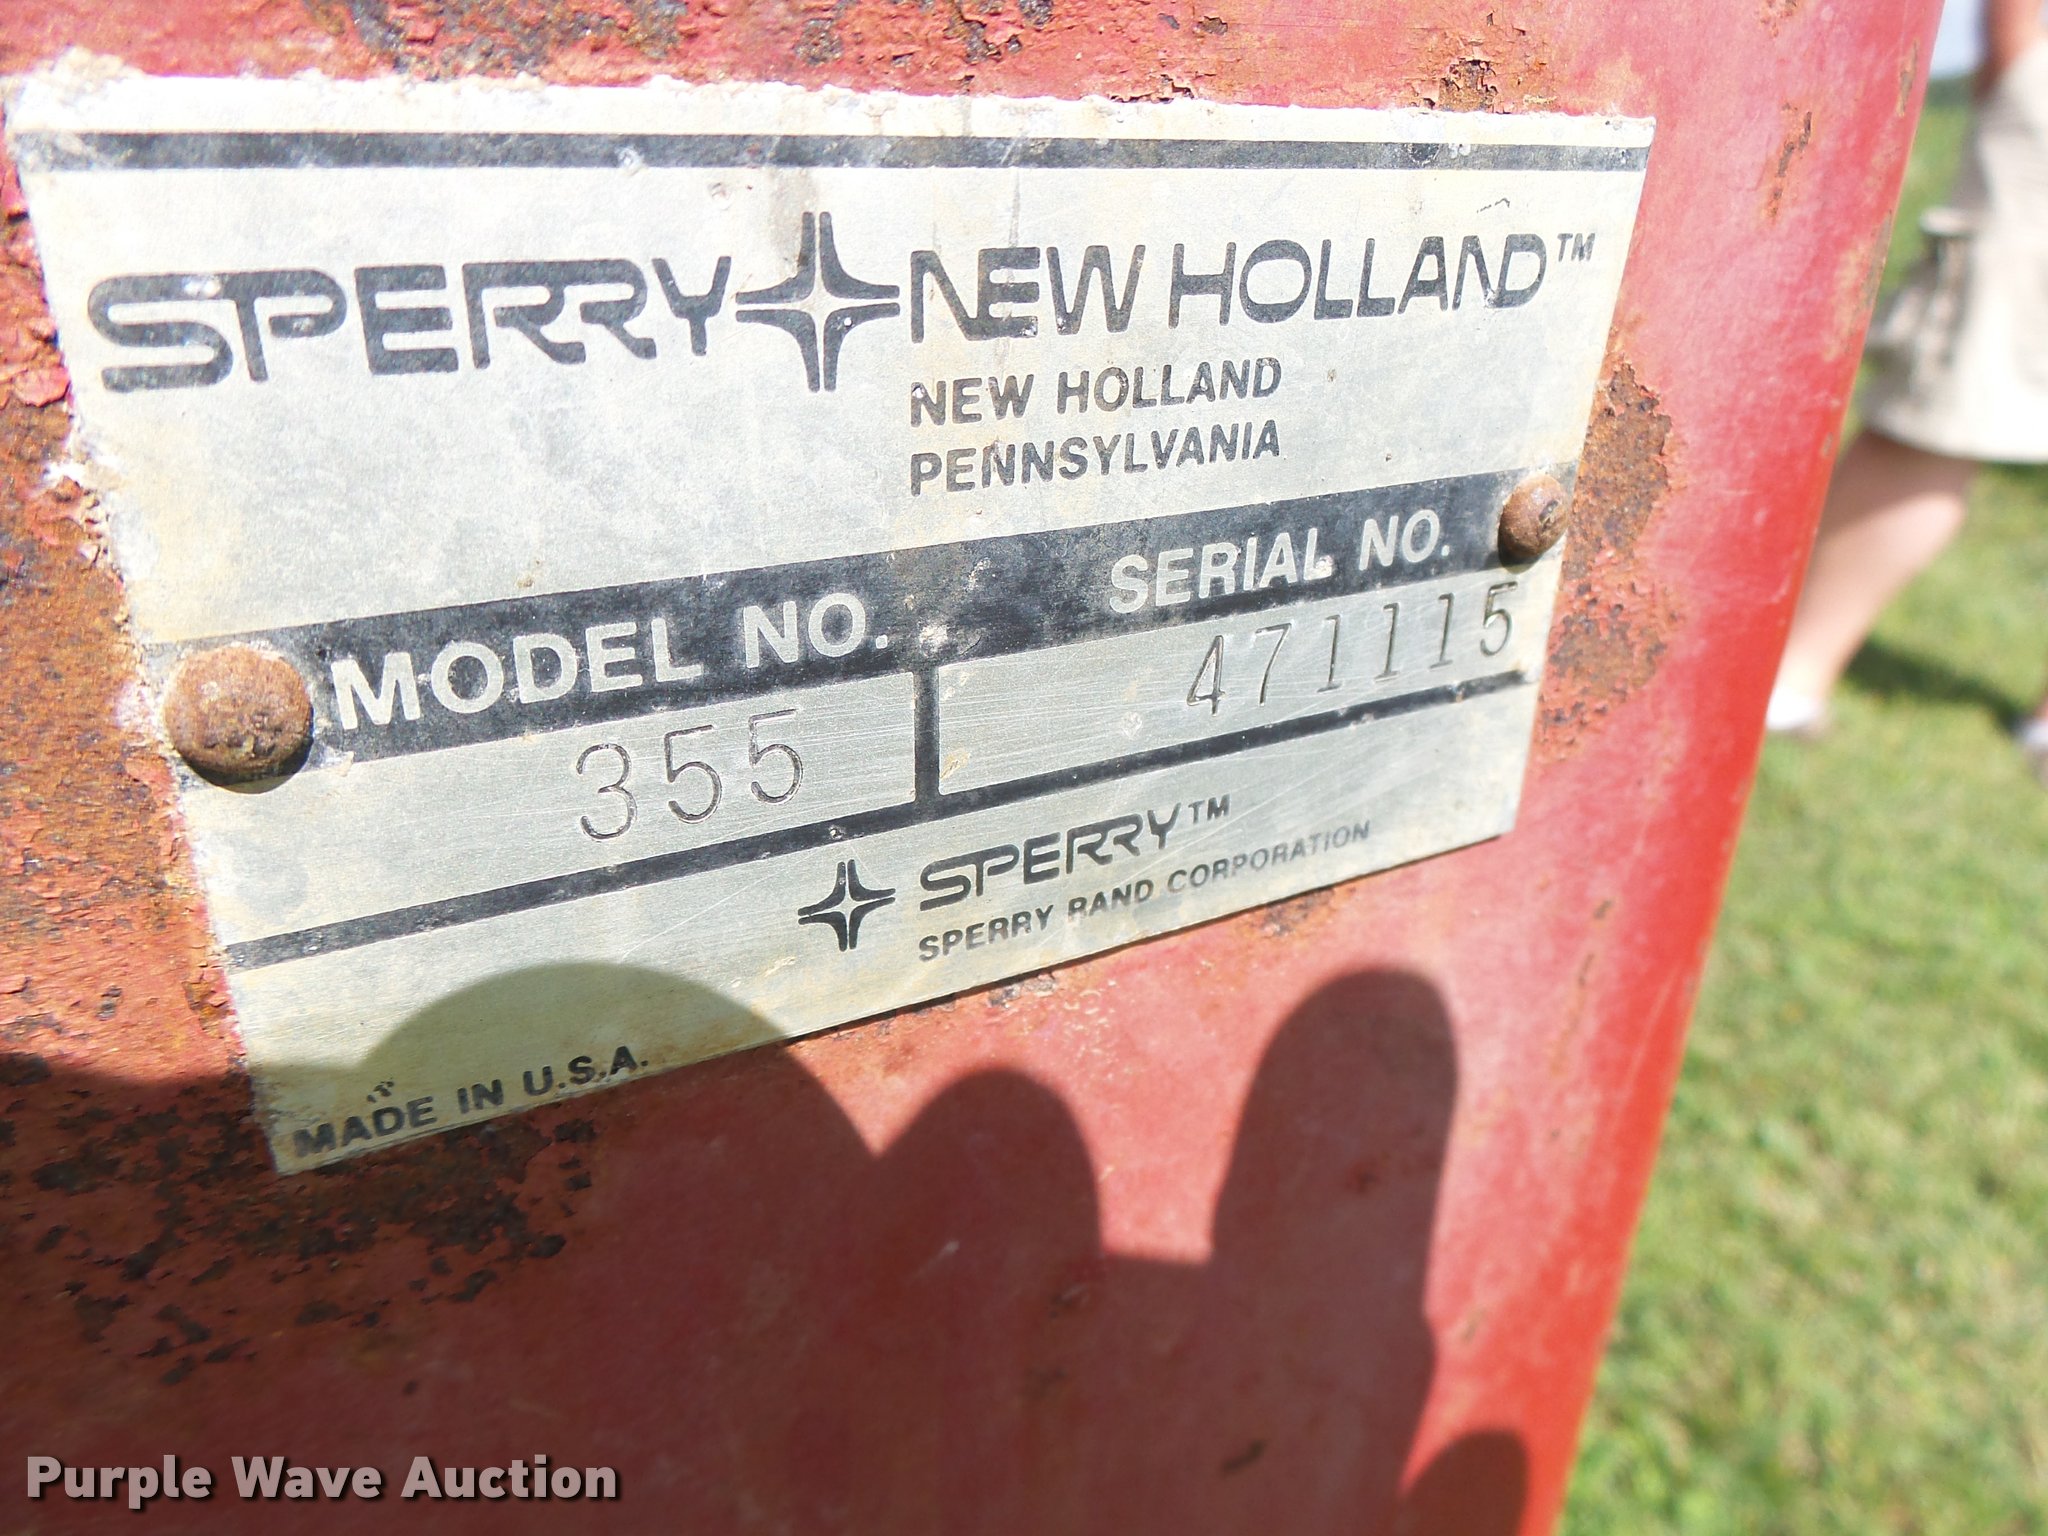 SPERRY NEW HOLLAND™
NEW HOLLAND
PENNSYLVANIA
MODEL NO. SERIAL NO.
355 471115
SPERRY™
SPERRY RAND CORPORATION
MADE IN U.S.A.
Purple Wave Auction